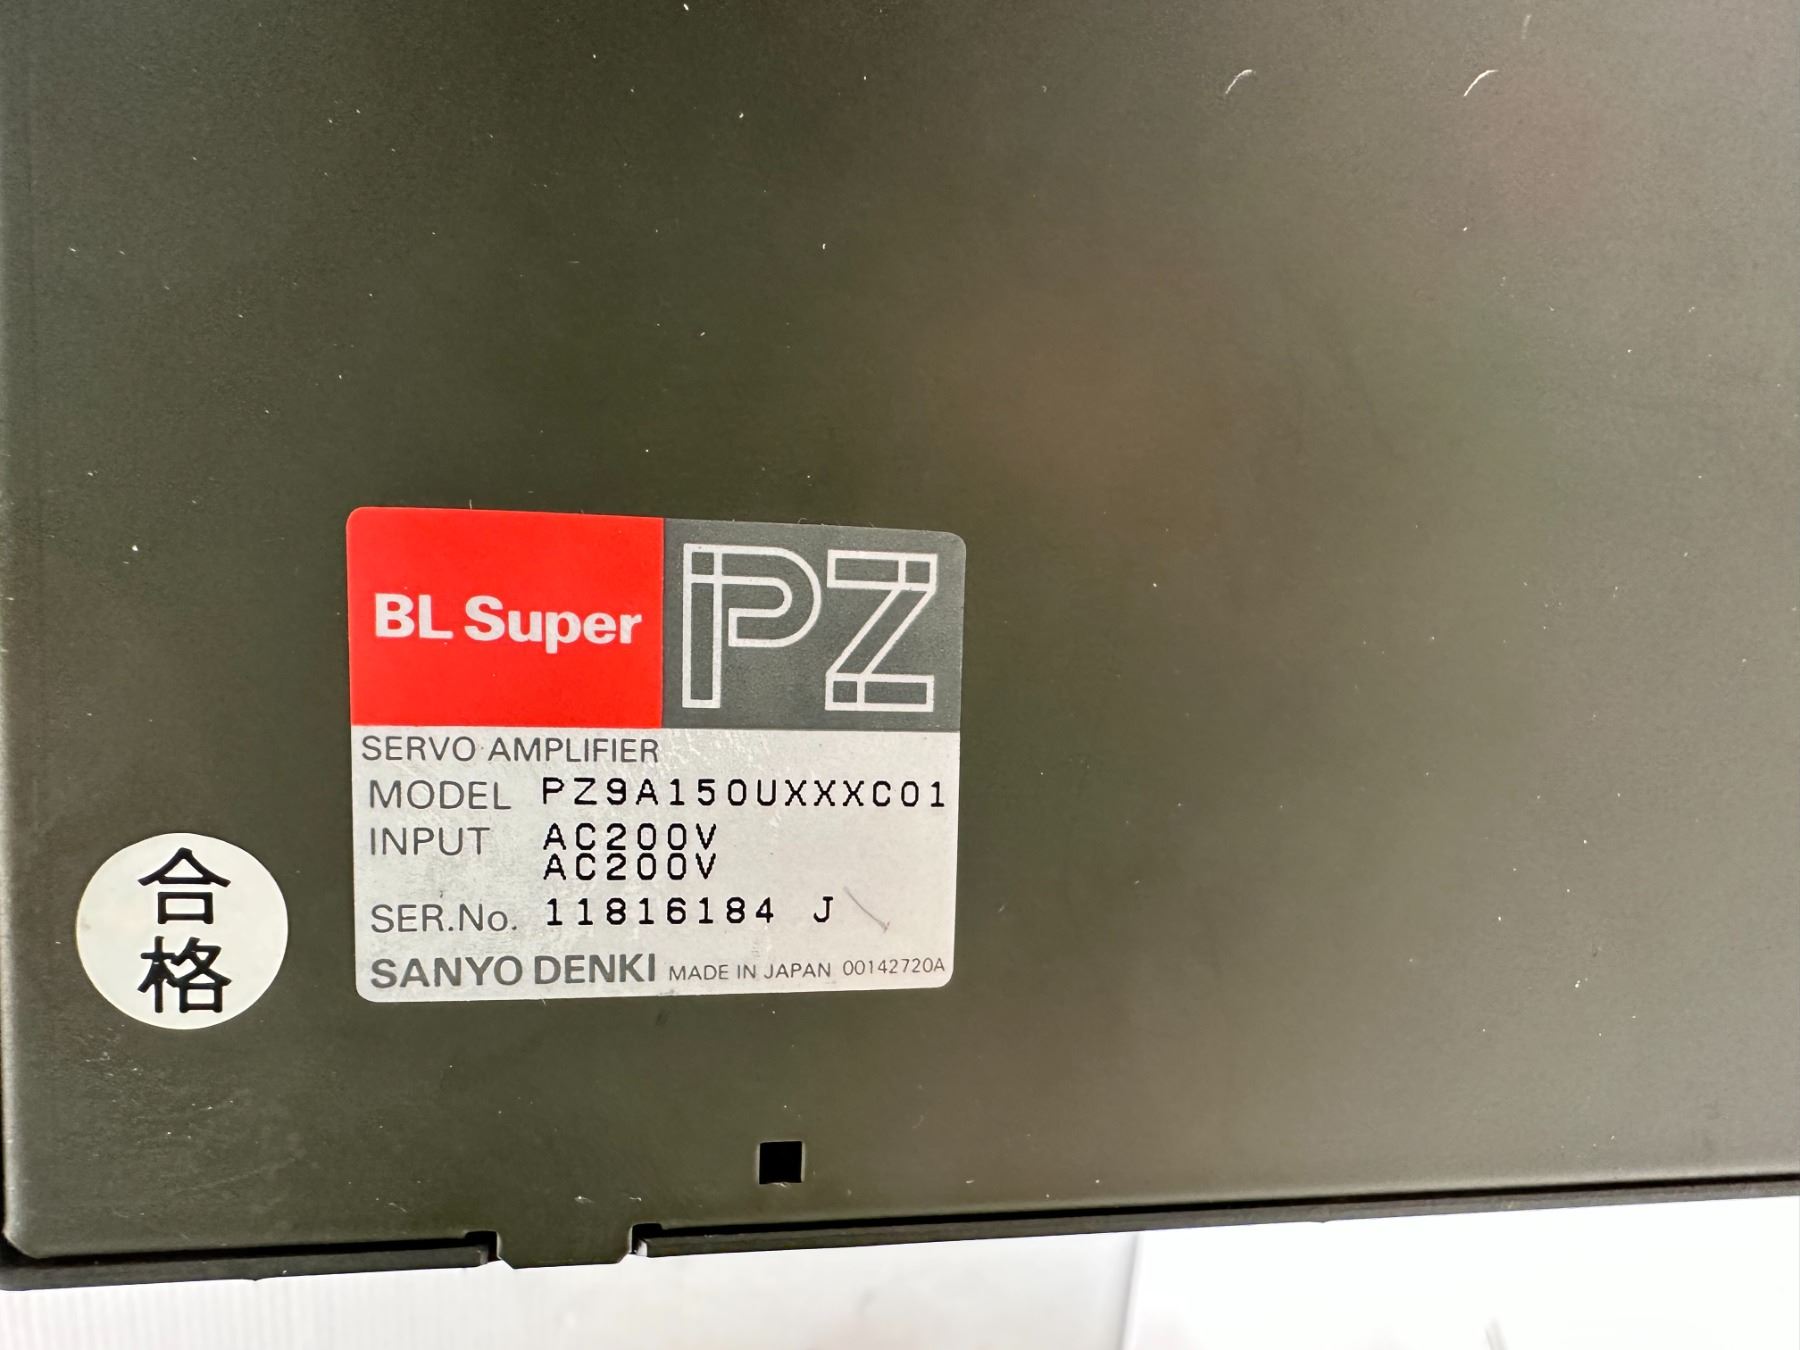 BL Super PZ
SERVO AMPLIFIER
MODEL PZ9A150UXXXC01
INPUT AC200V
AC200V
SER.No. 11816184 J
SANYO DENKI MADE IN JAPAN 00142720A
合
格